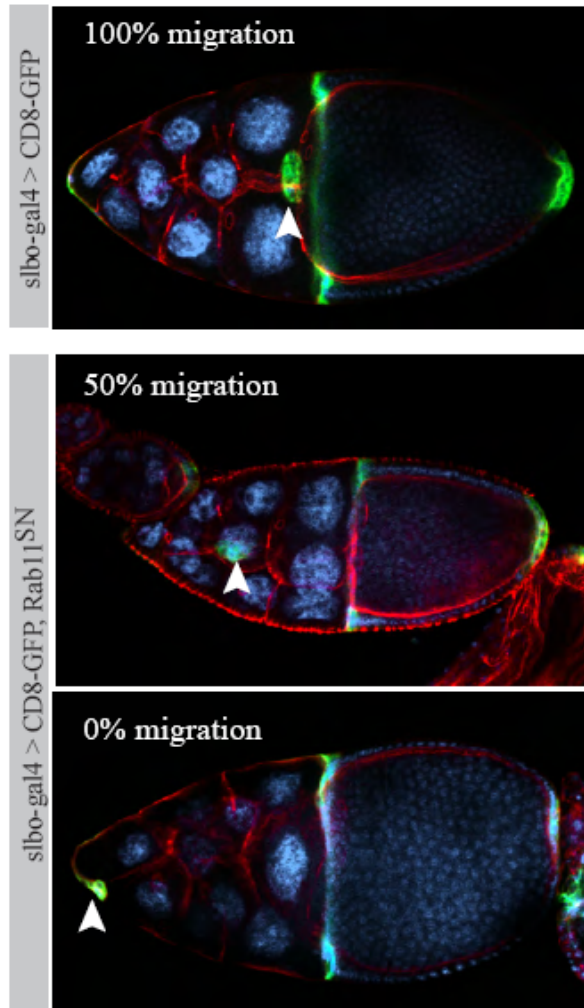 slbo-gal4 > CD8-GFP
100% migration
slbo-gal4 > CD8-GFP, Rab11SN
50% migration
0% migration